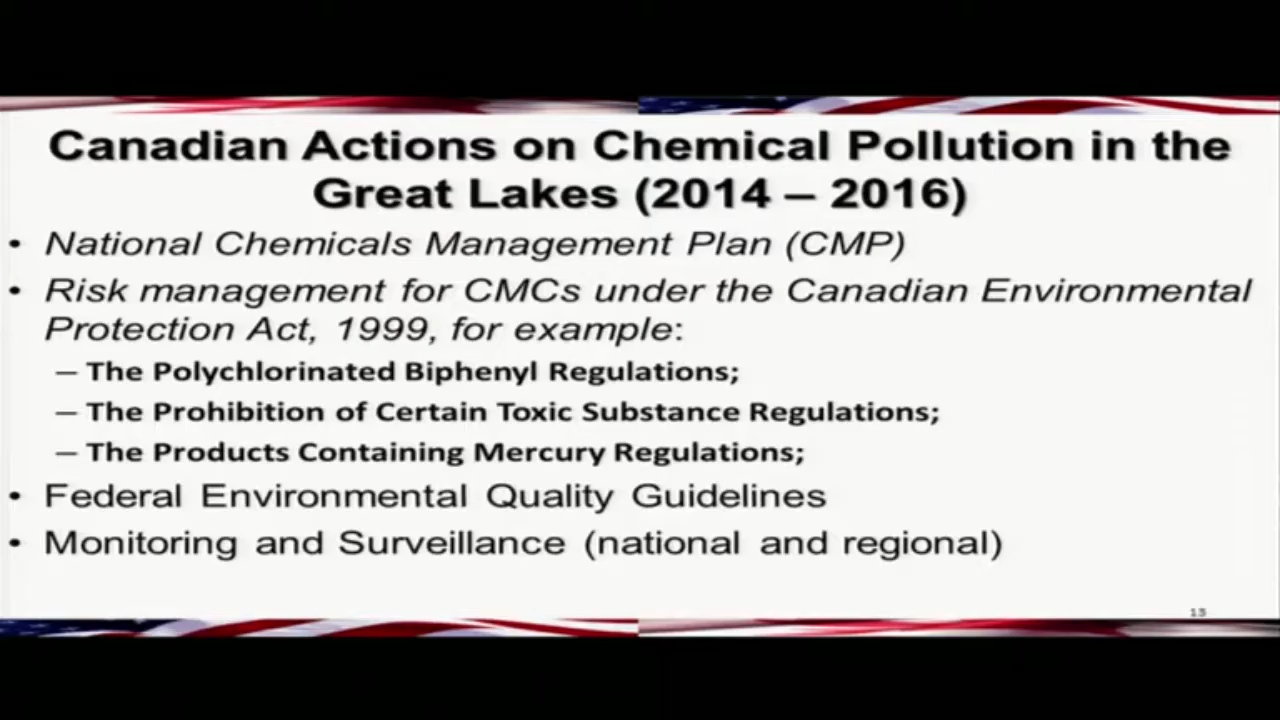 Canadian Actions on Chemical Pollution in the
Great Lakes (2014 – 2016)
• National Chemicals Management Plan (CMP)
• Risk management for CMCs under the Canadian Environmental
Protection Act, 1999, for example:
– The Polychlorinated Biphenyl Regulations;
– The Prohibition of Certain Toxic Substance Regulations;
– The Products Containing Mercury Regulations;
• Federal Environmental Quality Guidelines
• Monitoring and Surveillance (national and regional)
13